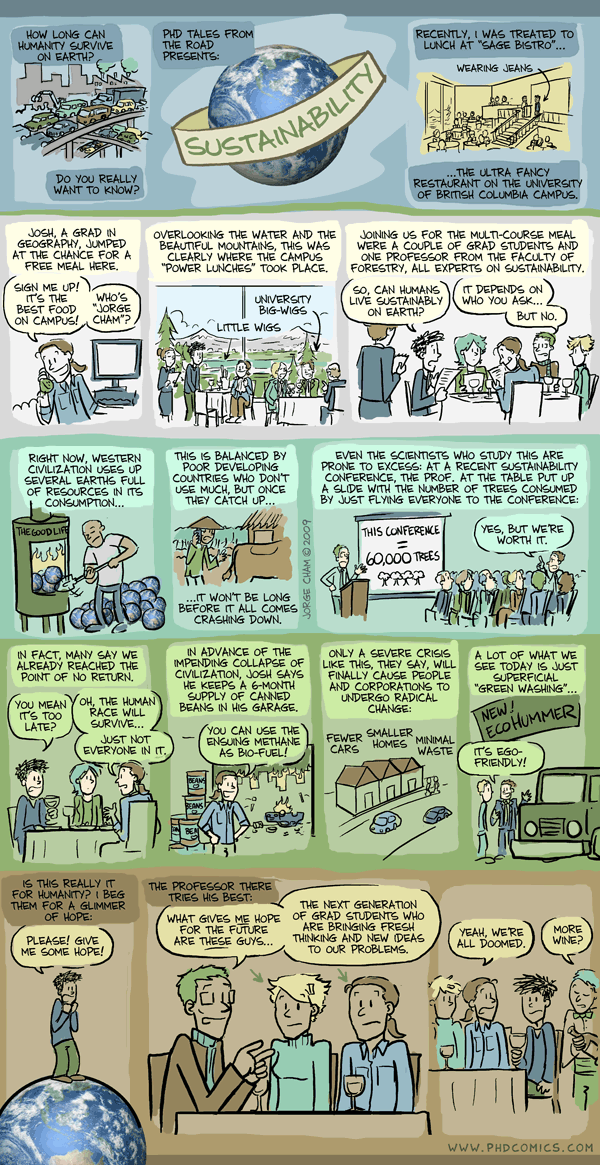 HOW LONG CAN
HUMANITY SURVIVE
ON EARTH?
DO YOU REALLY
WANT TO KNOW?
PHD TALES FROM
THE ROAD
PRESENTS:
SUSTAINABILITY
RECENTLY, I WAS TREATED TO
LUNCH AT "SAGE BISTRO"...
WEARING JEANS
...THE ULTRA FANCY
RESTAURANT ON THE UNIVERSITY
OF BRITISH COLUMBIA CAMPUS.
JOSH, A GRAD IN
GEOGRAPHY, JUMPED
AT THE CHANCE FOR A
FREE MEAL HERE.
SIGN ME UP!
IT'S THE
BEST FOOD
ON CAMPUS!
WHO'S
"JORGE
CHAM"?
OVERLOOKING THE WATER AND THE
BEAUTIFUL MOUNTAINS, THIS WAS
CLEARLY WHERE THE CAMPUS
"POWER LUNCHES" TOOK PLACE.
UNIVERSITY
BIG-WIGS
LITTLE WIGS
JOINING US FOR THE MULTI-COURSE MEAL
WERE A COUPLE OF GRAD STUDENTS AND
ONE PROFESSOR FROM THE FACULTY OF
FORESTRY, ALL EXPERTS ON SUSTAINABILITY.
SO, CAN HUMANS
LIVE SUSTAINABLY
ON EARTH?
IT DEPENDS ON
WHO YOU ASK...
BUT NO.
RIGHT NOW, WESTERN
CIVILIZATION USES UP
SEVERAL EARTHS FULL
OF RESOURCES IN ITS
CONSUMPTION...
THE GOOD LIFE
THIS IS BALANCED BY
POOR DEVELOPING
COUNTRIES WHO DON'T
USE MUCH, BUT ONCE
THEY CATCH UP...
...IT WON'T BE LONG
BEFORE IT ALL COMES
CRASHING DOWN.
JORGE CHAM © 2009
EVEN THE SCIENTISTS WHO STUDY THIS ARE
PRONE TO EXCESS: AT A RECENT SUSTAINABILITY
CONFERENCE, THE PROF. AT THE TABLE PUT UP
A SLIDE WITH THE NUMBER OF TREES CONSUMED
BY JUST FLYING EVERYONE TO THE CONFERENCE:
THIS CONFERENCE
=
60,000 TREES
YES, BUT WE'RE
WORTH IT.
IN FACT, MANY SAY WE
ALREADY REACHED THE
POINT OF NO RETURN.
YOU MEAN
IT'S TOO
LATE?
OH, THE HUMAN
RACE WILL
SURVIVE...
JUST NOT
EVERYONE IN IT.
IN ADVANCE OF THE
IMPENDING COLLAPSE OF
CIVILIZATION, JOSH SAYS
HE KEEPS A 6-MONTH
SUPPLY OF CANNED
BEANS IN HIS GARAGE.
YOU CAN USE THE
ENSUING METHANE
AS BIO-FUEL!
BEANS
BEANS
BEANS
ONLY A SEVERE CRISIS
LIKE THIS, THEY SAY, WILL
FINALLY CAUSE PEOPLE
AND CORPORATIONS TO
UNDERGO RADICAL
CHANGE:
FEWER
CARS
SMALLER
HOMES
MINIMAL
WASTE
A LOT OF WHAT WE
SEE TODAY IS JUST
SUPERFICIAL
"GREEN WASHING"...
NEW!
ECOHUMMER
IT'S EGO-
FRIENDLY!
IS THIS REALLY IT
FOR HUMANITY? I BEG
THEM FOR A GLIMMER
OF HOPE:
PLEASE! GIVE
ME SOME HOPE!
THE PROFESSOR THERE
TRIES HIS BEST:
WHAT GIVES ME HOPE
FOR THE FUTURE
ARE THESE GUYS...
THE NEXT GENERATION
OF GRAD STUDENTS WHO
ARE BRINGING FRESH
THINKING AND NEW IDEAS
TO OUR PROBLEMS.
YEAH, WE'RE
ALL DOOMED.
MORE
WINE?
WWW.PHDCOMICS.COM